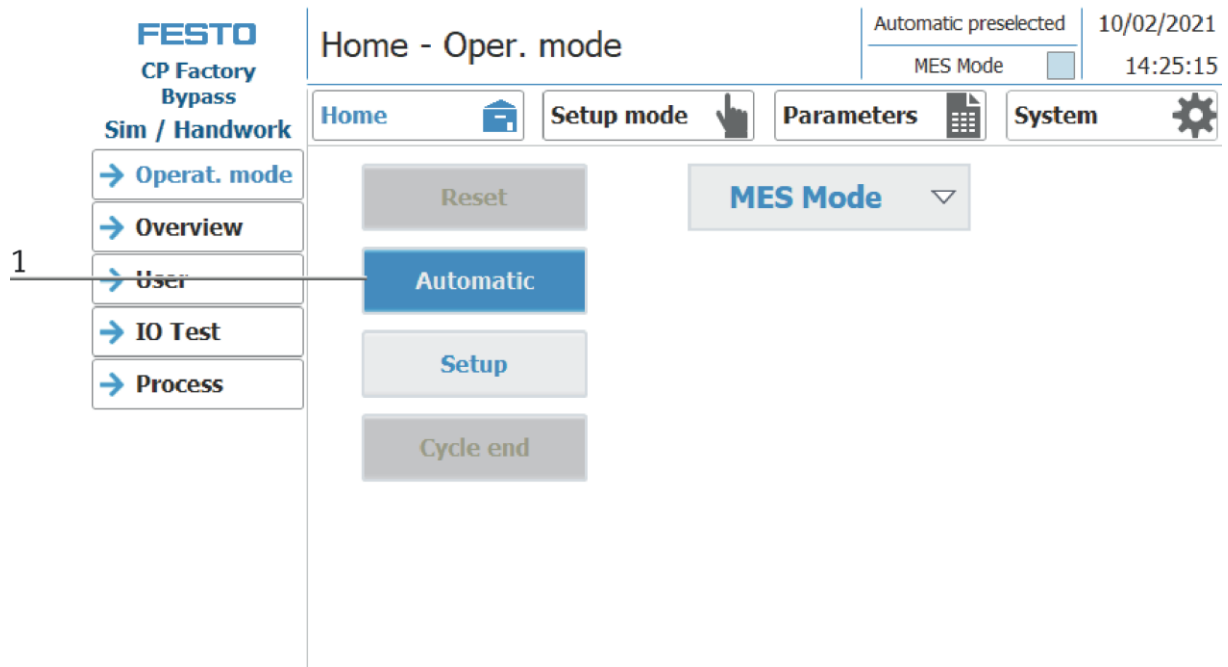 FESTO
CP Factory
Bypass
Sim / Handwork
Home - Oper. mode
Automatic preselected
MES Mode
10/02/2021
14:25:15
Home
Setup mode
Parameters
System
Operat. mode
Overview
User
IO Test
Process
1
Reset
Automatic
Setup
Cycle end
MES Mode